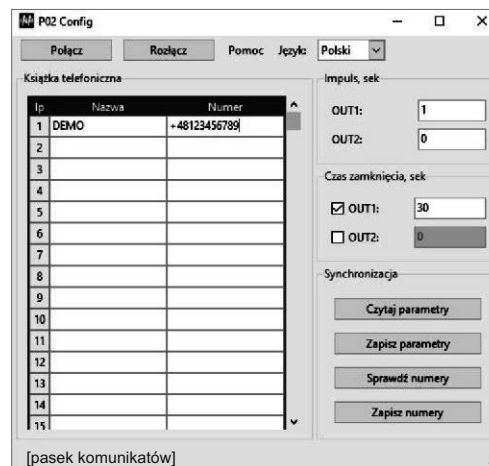 P02 Config
Połącz Rozłącz Pomoc Język: Polski
Książka telefoniczna
lp Nazwa Numer
1 DEMO +48123456789
2
3
4
5
6
7
8
9
10
11
12
13
14
15
Impuls, sek
OUT1: 1
OUT2: 0
Czas zamknięcia, sek
OUT1: 30
OUT2: 0
Synchronizacja
Czytaj parametry
Zapisz parametry
Sprawdź numery
Zapisz numery
[pasek komunikatów]